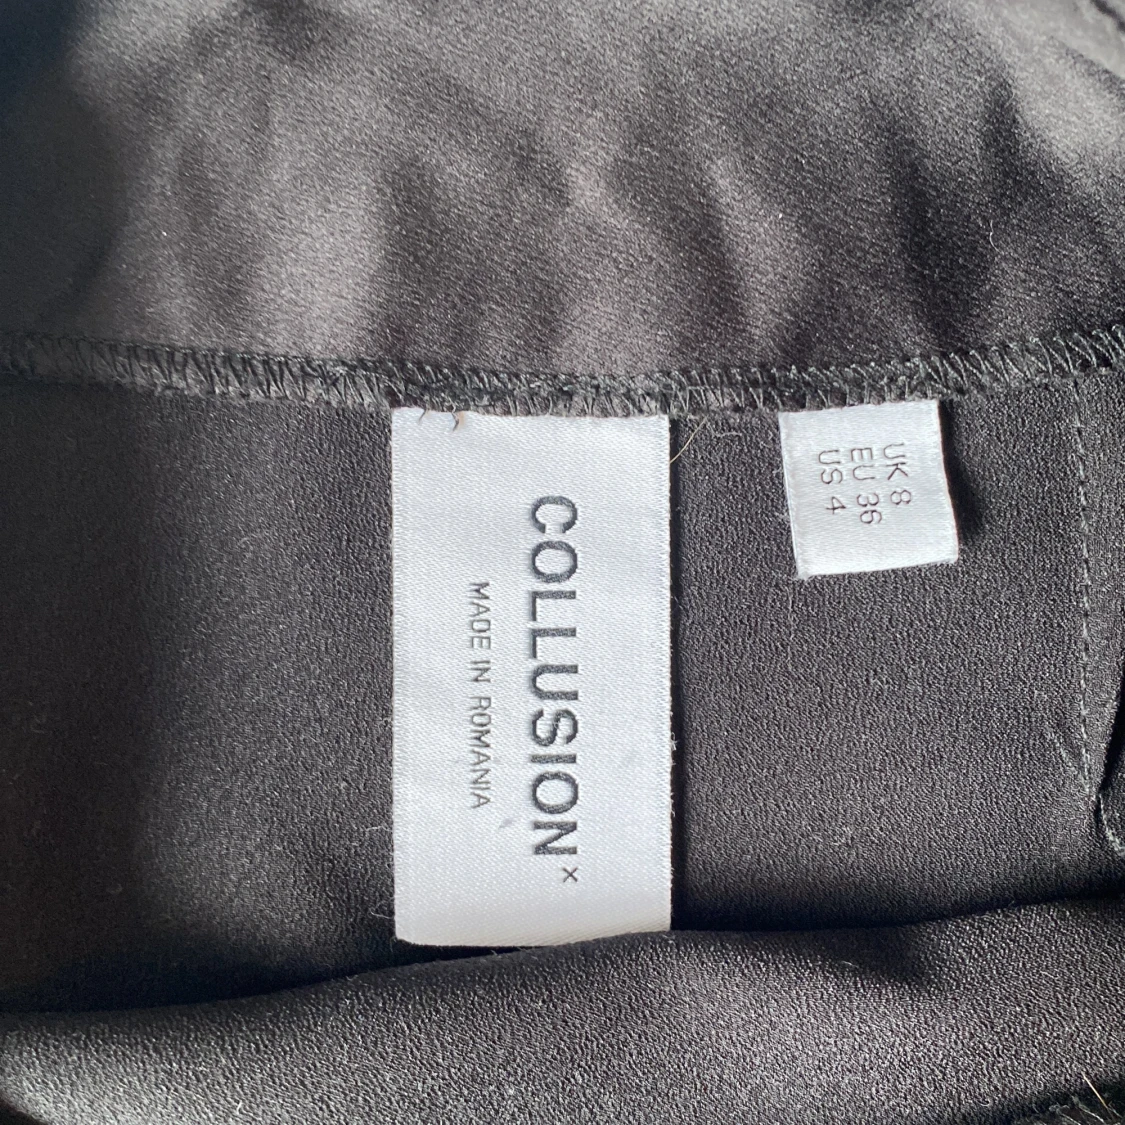 COLLUSION x
MADE IN ROMANIA
UK 8
EU 36
US 4